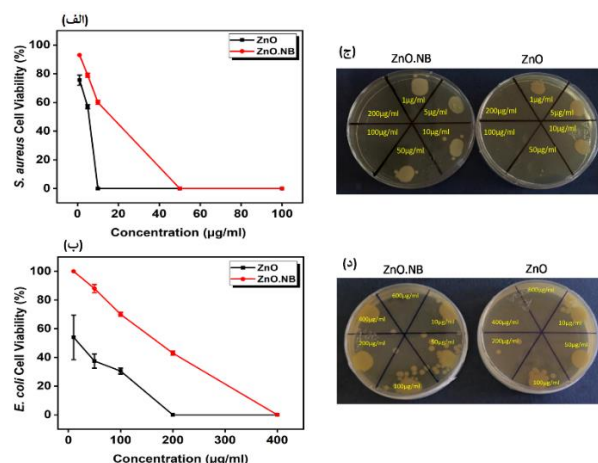 (الف)
ZnO
ZnO.NB
S. aureus Cell Viability (%)
100
80
60
40
20
0
0 20 40 60 80 100
Concentration (µg/ml)
(ج)
ZnO.NB ZnO
1µg/ml
5µg/ml
10µg/ml
50µg/ml
100µg/ml
200µg/ml
1µg/ml
5µg/ml
10µg/ml
50µg/ml
100µg/ml
200µg/ml
(ب)
ZnO
ZnO.NB
E. coli Cell Viability (%)
100
80
60
40
20
0
0 100 200 300 400
Concentration (µg/ml)
(د)
ZnO.NB ZnO
10µg/ml
50µg/ml
200µg/ml
400µg/ml
10µg/ml
50µg/ml
200µg/ml
400µg/ml